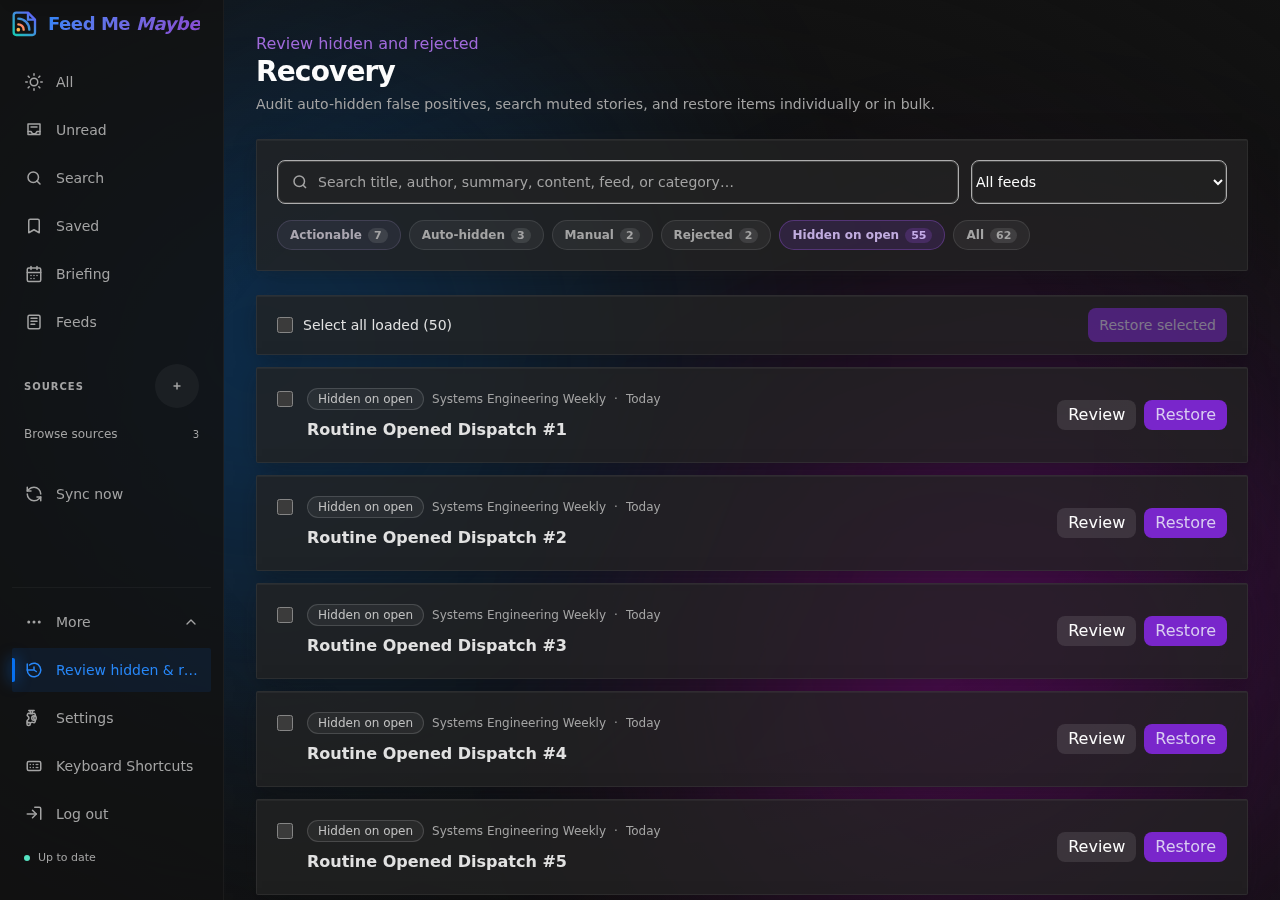 Feed Me Maybe
All
Unread
Search
Saved
Briefing
Feeds
SOURCES
+
Browse sources 3
Sync now
More
Review hidden & r...
Settings
Keyboard Shortcuts
Log out
Up to date
Review hidden and rejected
Recovery
Audit auto-hidden false positives, search muted stories, and restore items individually or in bulk.
Search title, author, summary, content, feed, or category...
All feeds
Actionable 7 Auto-hidden 3 Manual 2 Rejected 2 Hidden on open 55 All 62
Select all loaded (50)
Restore selected
Hidden on open Systems Engineering Weekly · Today
Routine Opened Dispatch #1
Review Restore
Hidden on open Systems Engineering Weekly · Today
Routine Opened Dispatch #2
Review Restore
Hidden on open Systems Engineering Weekly · Today
Routine Opened Dispatch #3
Review Restore
Hidden on open Systems Engineering Weekly · Today
Routine Opened Dispatch #4
Review Restore
Hidden on open Systems Engineering Weekly · Today
Routine Opened Dispatch #5
Review Restore